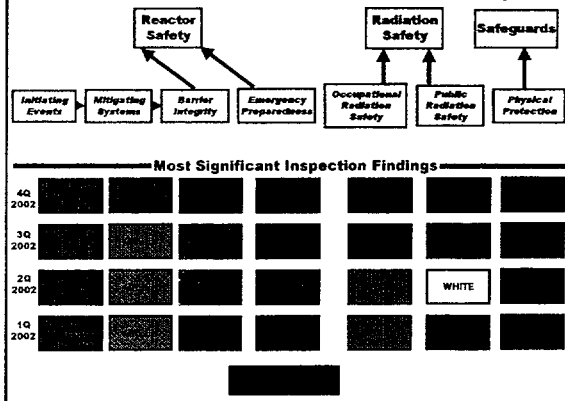 Reactor
Safety
Radiation
Safety
Safeguards
Initiating
Events
Mitigating
Systems
Barrier
Integrity
Emergency
Preparedness
Occupational
Radiation
Safety
Public
Radiation
Safety
Physical
Protection
Most Significant Inspection Findings
4Q
2002
3Q
2002
2Q
2002
WHITE
1Q
2002